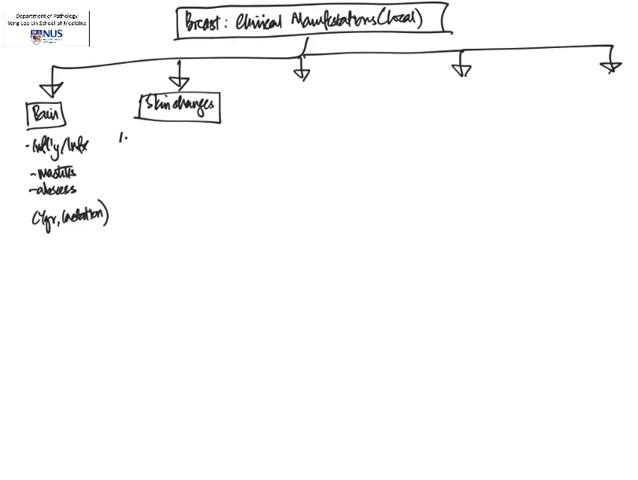 Department of Pathology
Yong Loo Lin School of Medicine
NUS
Breast: Clinical Manifestations (Local)
Pain
Skin changes
- Infl'y/Infx
1.
- mastitis
- abscess
lactation)